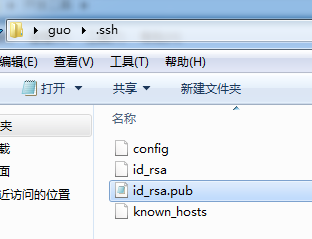 guo ▸ .ssh
编辑(E) 查看(V) 工具(T) 帮助(H)
打开 共享 新建文件夹
名称
夹
config
载
id_rsa
面
id_rsa.pub
近访问的位置
known_hosts